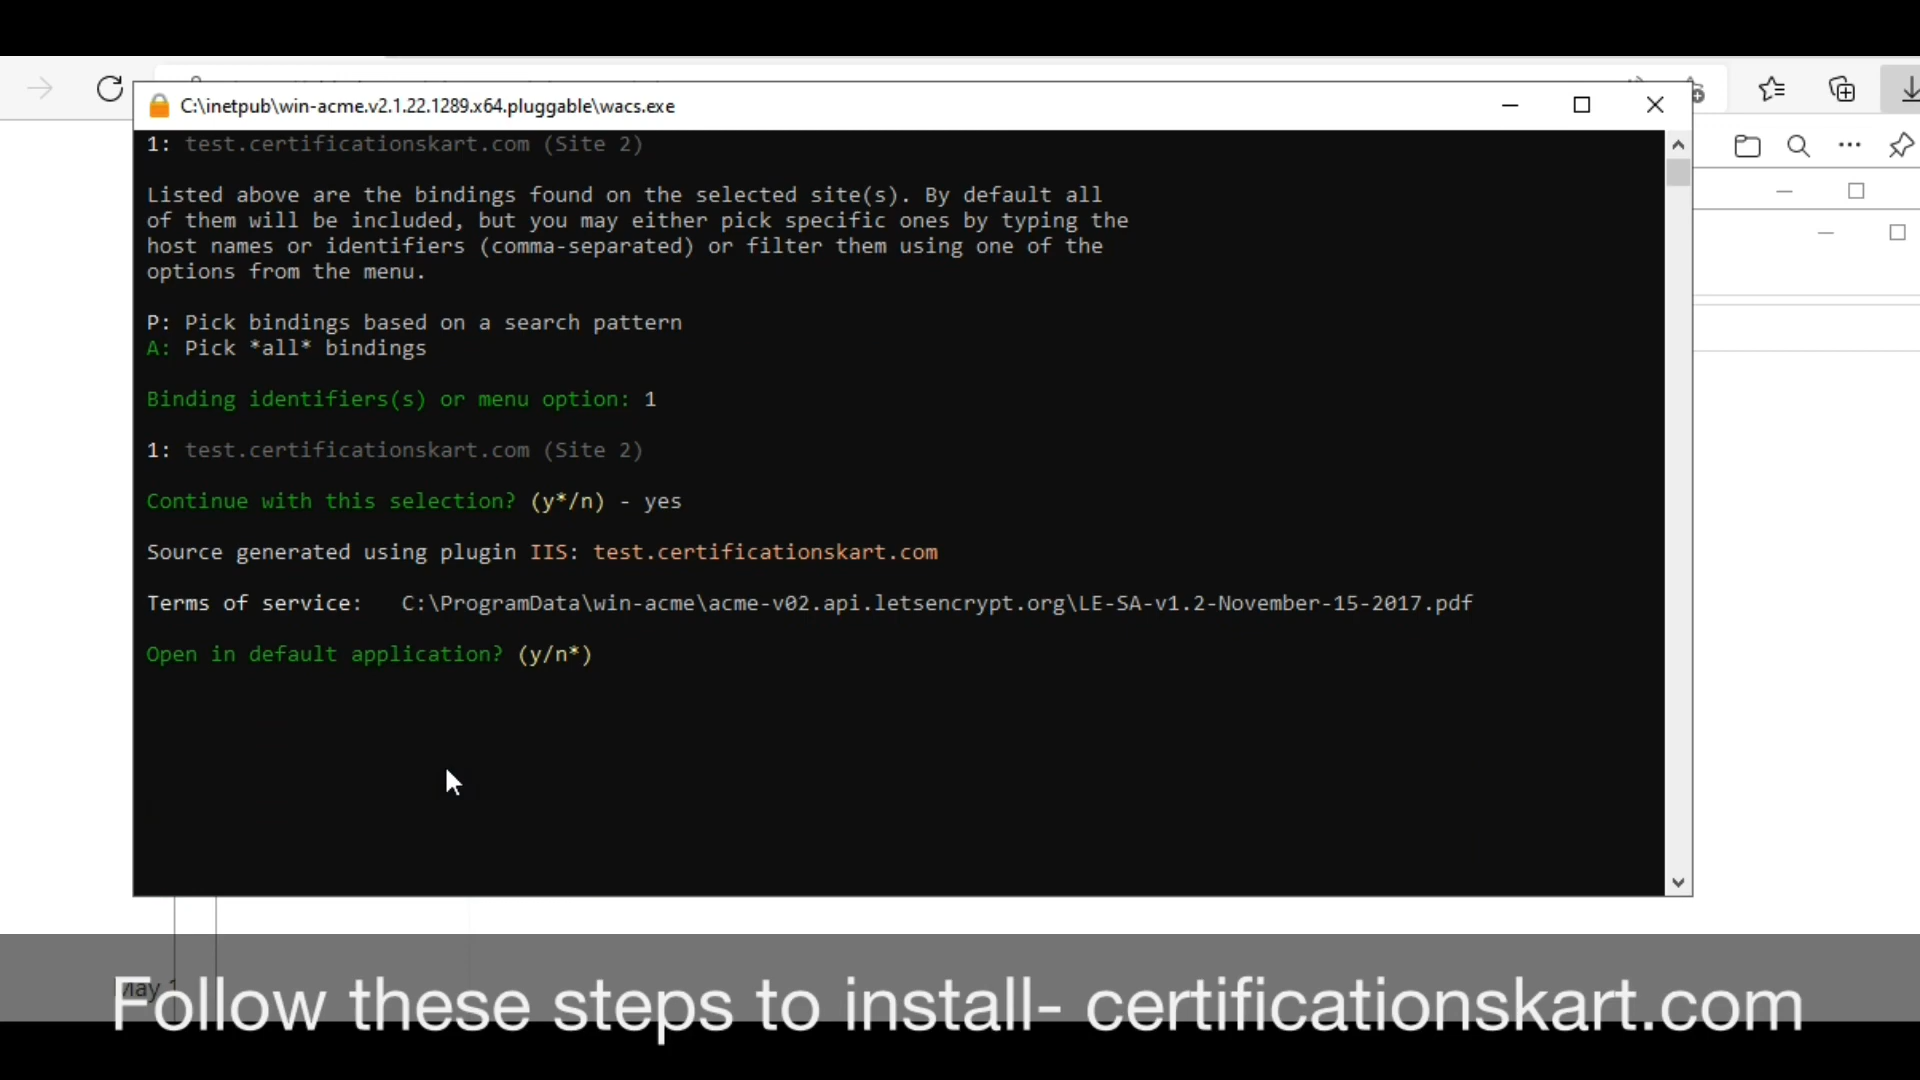 C:\inetpub\win-acme.v2.1.22.1289.x64.pluggable\wacs.exe
1: test.certificationskart.com (Site 2)
Listed above are the bindings found on the selected site(s). By default all
of them will be included, but you may either pick specific ones by typing the
host names or identifiers (comma-separated) or filter them using one of the
options from the menu.
P: Pick bindings based on a search pattern
A: Pick *all* bindings
Binding identifiers(s) or menu option: 1
1: test.certificationskart.com (Site 2)
Continue with this selection? (y*/n) - yes
Source generated using plugin IIS: test.certificationskart.com
Terms of service: C:\ProgramData\win-acme\acme-v02.api.letsencrypt.org\LE-SA-v1.2-November-15-2017.pdf
Open in default application? (y/n*)
Follow these steps to install- certificationskart.com